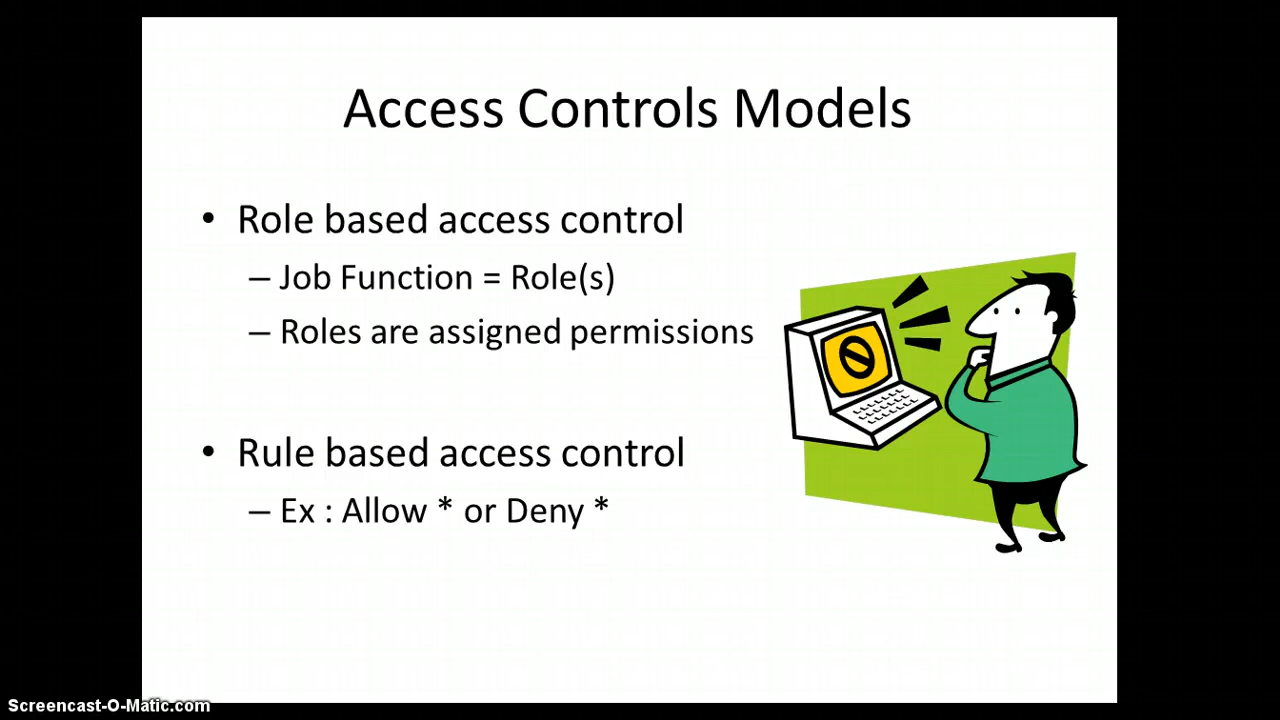 Access Controls Models
• Role based access control
– Job Function = Role(s)
– Roles are assigned permissions
• Rule based access control
– Ex : Allow * or Deny *
Screencast-O-Matic.com